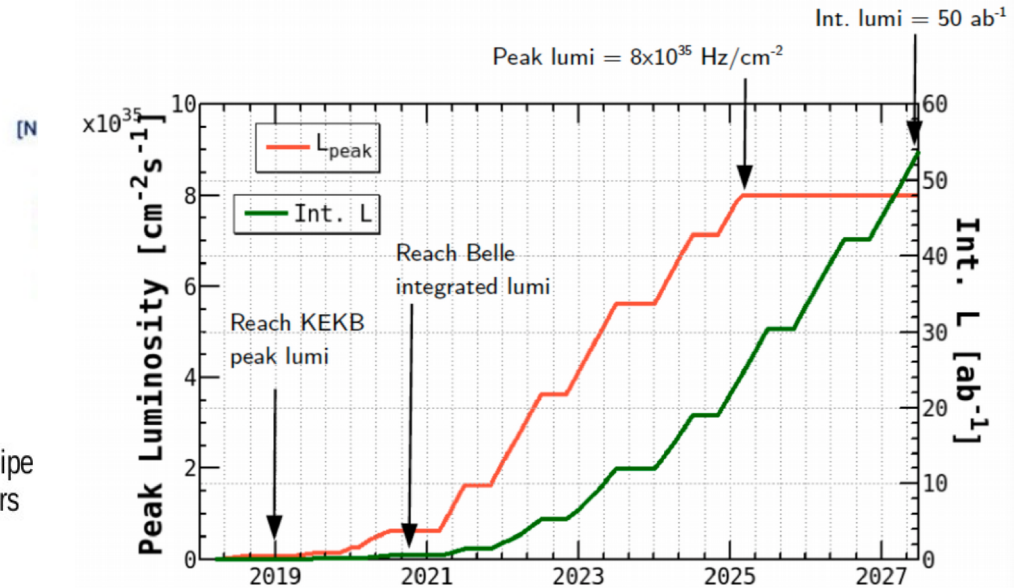 Int. lumi = 50 ab-1
Peak lumi = 8x10³⁵ Hz/cm⁻²
[N
x10³⁵
10
60
Lpeak
Int. L
8
50
Reach Belle
integrated lumi
6
40
Reach KEKB
peak lumi
30
4
20
ipe
rs
2
10
0
0
2019
2021
2023
2025
2027
Peak Luminosity [cm⁻²s⁻¹]
Int. L [ab⁻¹]